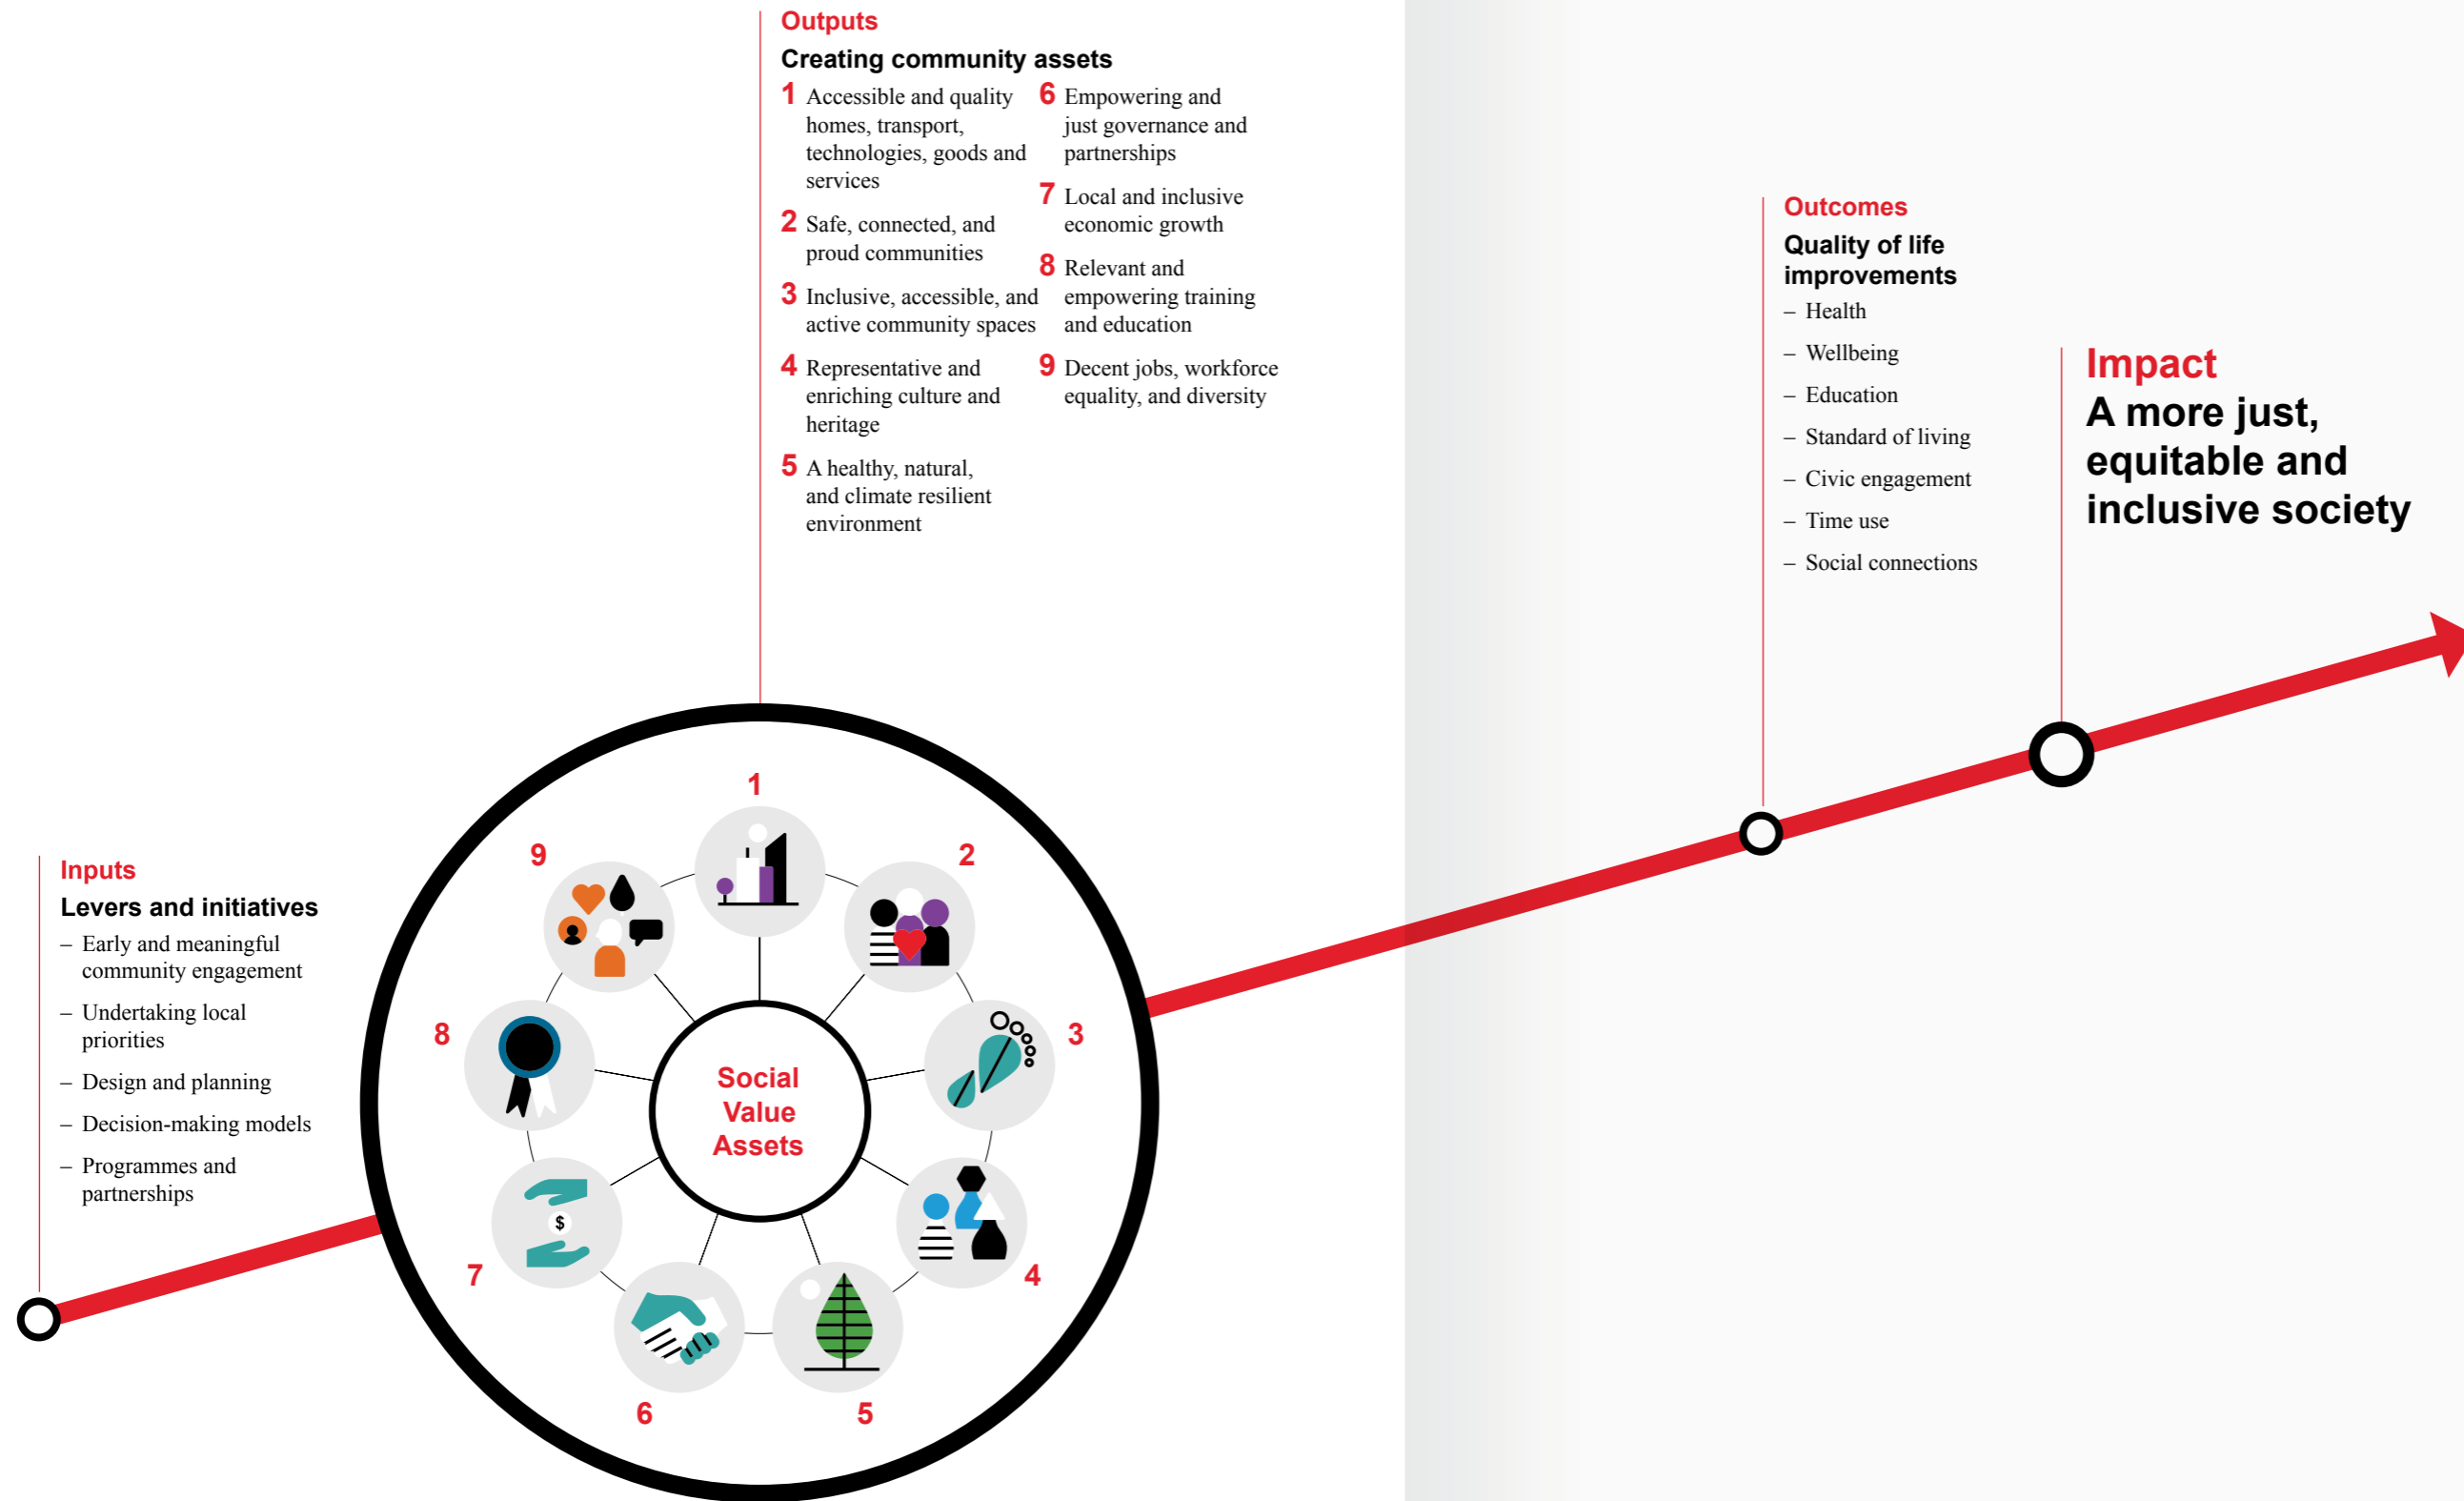 Outputs
Creating community assets
1 Accessible and quality
homes, transport,
technologies, goods and
services
2 Safe, connected, and
proud communities
3 Inclusive, accessible, and
active community spaces
4 Representative and
enriching culture and
heritage
5 A healthy, natural,
and climate resilient
environment
6 Empowering and
just governance and
partnerships
7 Local and inclusive
economic growth
8 Relevant and
empowering training
and education
9 Decent jobs, workforce
equality, and diversity
Outcomes
Quality of life
improvements
– Health
– Wellbeing
– Education
– Standard of living
– Civic engagement
– Time use
– Social connections
Impact
A more just,
equitable and
inclusive society
Inputs
Levers and initiatives
– Early and meaningful
community engagement
– Undertaking local
priorities
– Design and planning
– Decision-making models
– Programmes and
partnerships
1
2
3
4
5
6
7
8
9
$
Social
Value
Assets